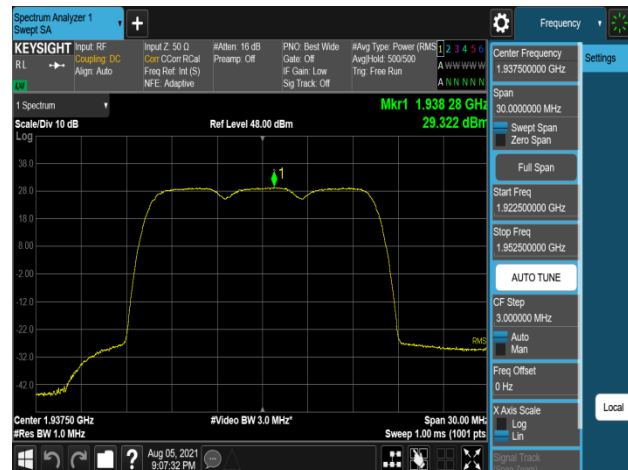 Spectrum Analyzer 1
Swept SA
+
Frequency
KEYSIGHT
RL
LXI
Input: RF
Coupling: DC
Align: Auto
Input Z: 50 Ω
Corr CCorr RCal
Freq Ref: Int (S)
NFE: Adaptive
#Atten: 16 dB
Preamp: Off
PNO: Best Wide
Gate: Off
IF Gain: Low
Sig Track: Off
#Avg Type: Power (RMS
Avg|Hold: 500/500
Trig: Free Run
1 2 3 4 5 6
A W W W W W
A N N N N N
1 Spectrum
Scale/Div 10 dB
Ref Level 48.00 dBm
Mkr1 1.938 28 GHz
29.322 dBm
Log
38.0
28.0
18.0
8.00
-2.00
-12.0
-22.0
-32.0
-42.0
1
RMS
Center 1.93750 GHz
#Video BW 3.0 MHz*
Span 30.00 MHz
#Res BW 1.0 MHz
Sweep 1.00 ms (1001 pts)
Aug 05, 2021
9:07:32 PM
?
Center Frequency
1.937500000 GHz
Settings
Span
30.0000000 MHz
Swept Span
Zero Span
Full Span
Start Freq
1.922500000 GHz
Stop Freq
1.952500000 GHz
AUTO TUNE
CF Step
3.000000 MHz
Auto
Man
Freq Offset
0 Hz
X Axis Scale
Log
Lin
Local
Signal Track